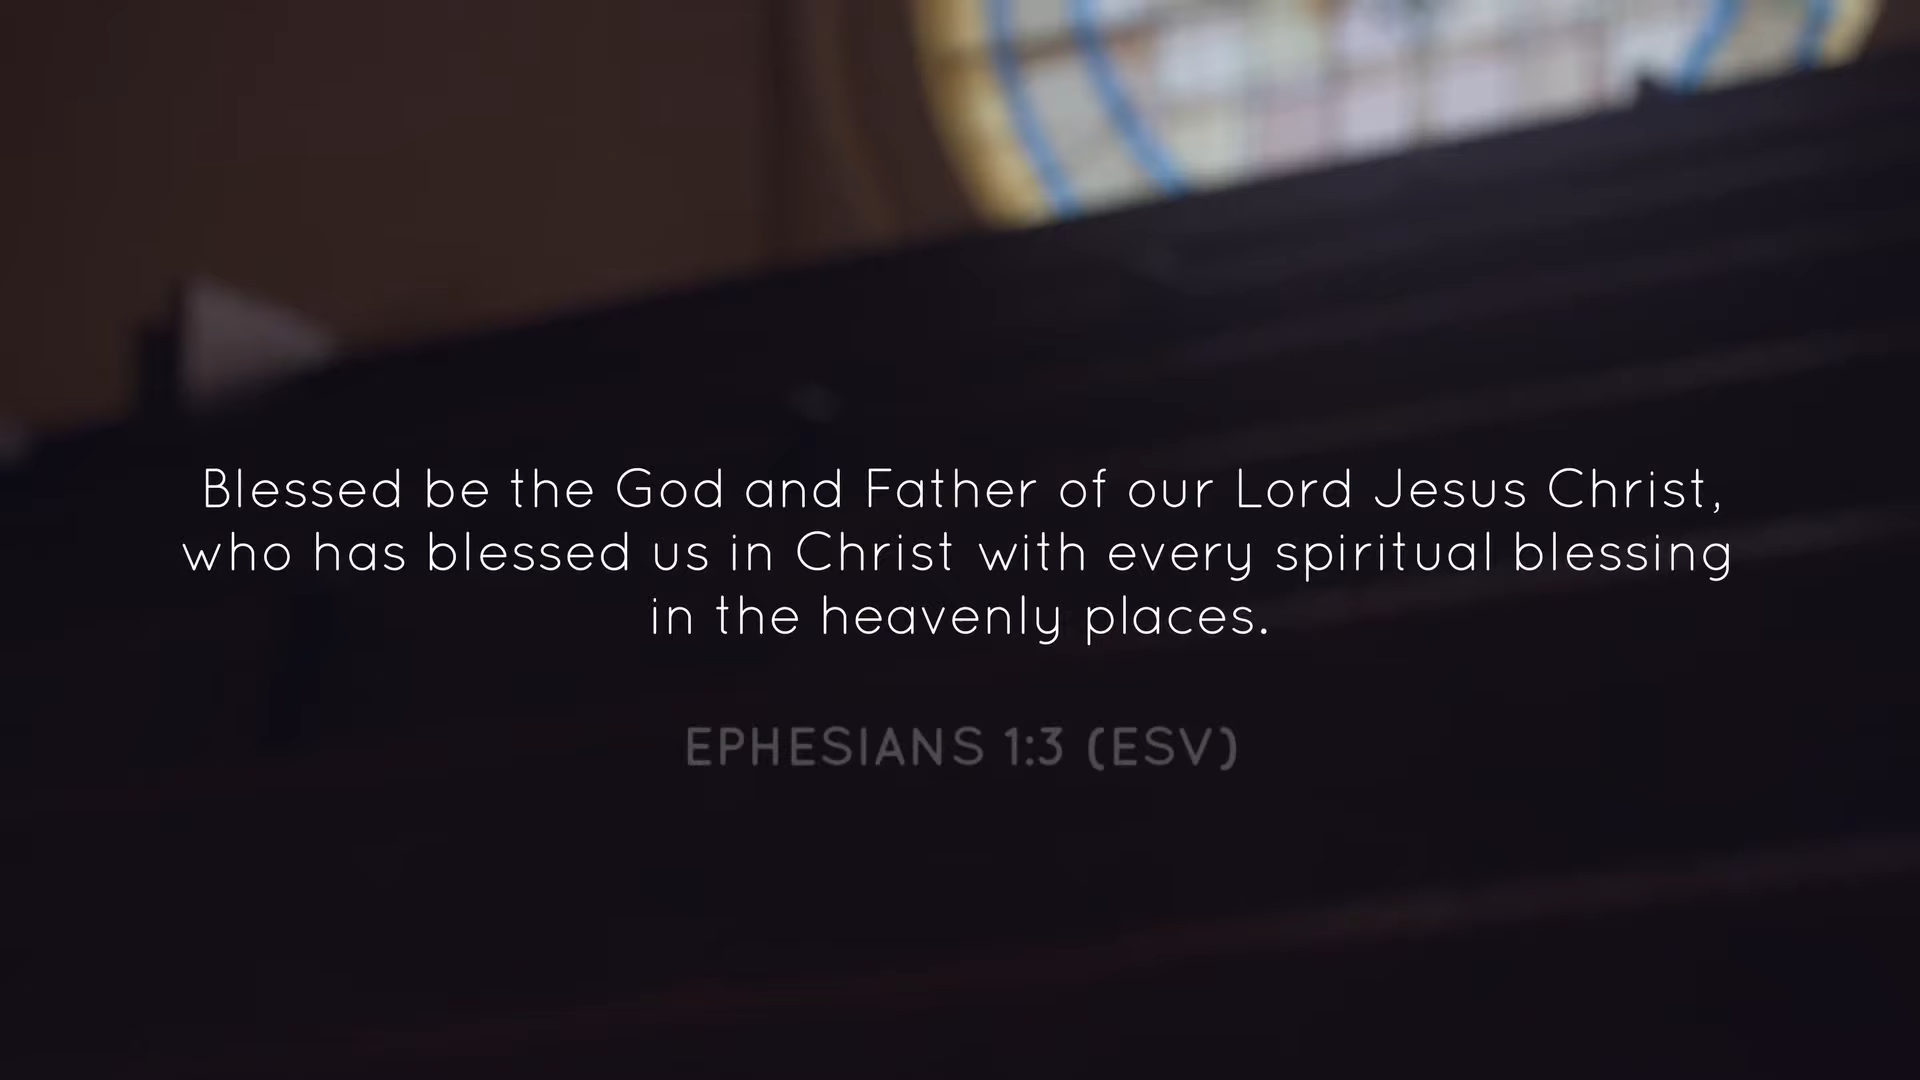 Blessed be the God and Father of our Lord Jesus Christ,
who has blessed us in Christ with every spiritual blessing
in the heavenly places.
EPHESIANS 1:3 (ESV)